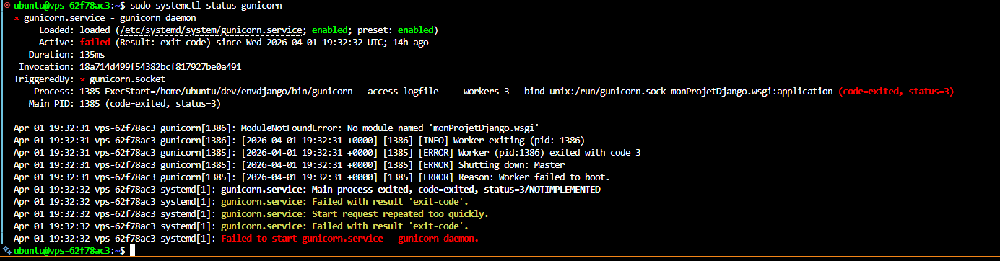 ubuntu@vps-62f78ac3:~$ sudo systemctl status gunicorn
× gunicorn.service - gunicorn daemon
Loaded: loaded (/etc/systemd/system/gunicorn.service; enabled; preset: enabled)
Active: failed (Result: exit-code) since Wed 2026-04-01 19:32:32 UTC; 14h ago
Duration: 135ms
Invocation: 18a714d499f54382bcf817927be0a491
TriggeredBy: × gunicorn.socket
Process: 1385 ExecStart=/home/ubuntu/dev/envdjango/bin/gunicorn --access-logfile - --workers 3 --bind unix:/run/gunicorn.sock monProjetDjango.wsgi:application (code=exited, status=3)
Main PID: 1385 (code=exited, status=3)
Apr 01 19:32:31 vps-62f78ac3 gunicorn[1386]: ModuleNotFoundError: No module named 'monProjetDjango.wsgi'
Apr 01 19:32:31 vps-62f78ac3 gunicorn[1386]: [2026-04-01 19:32:31 +0000] [1386] [INFO] Worker exiting (pid: 1386)
Apr 01 19:32:31 vps-62f78ac3 gunicorn[1385]: [2026-04-01 19:32:31 +0000] [1385] [ERROR] Worker (pid:1386) exited with code 3
Apr 01 19:32:31 vps-62f78ac3 gunicorn[1385]: [2026-04-01 19:32:31 +0000] [1385] [ERROR] Shutting down: Master
Apr 01 19:32:31 vps-62f78ac3 gunicorn[1385]: [2026-04-01 19:32:31 +0000] [1385] [ERROR] Reason: Worker failed to boot.
Apr 01 19:32:32 vps-62f78ac3 systemd[1]: gunicorn.service: Main process exited, code=exited, status=3/NOTIMPLEMENTED
Apr 01 19:32:32 vps-62f78ac3 systemd[1]: gunicorn.service: Failed with result 'exit-code'.
Apr 01 19:32:32 vps-62f78ac3 systemd[1]: gunicorn.service: Start request repeated too quickly.
Apr 01 19:32:32 vps-62f78ac3 systemd[1]: gunicorn.service: Failed with result 'exit-code'.
Apr 01 19:32:32 vps-62f78ac3 systemd[1]: Failed to start gunicorn.service - gunicorn daemon.
ubuntu@vps-62f78ac3:~$